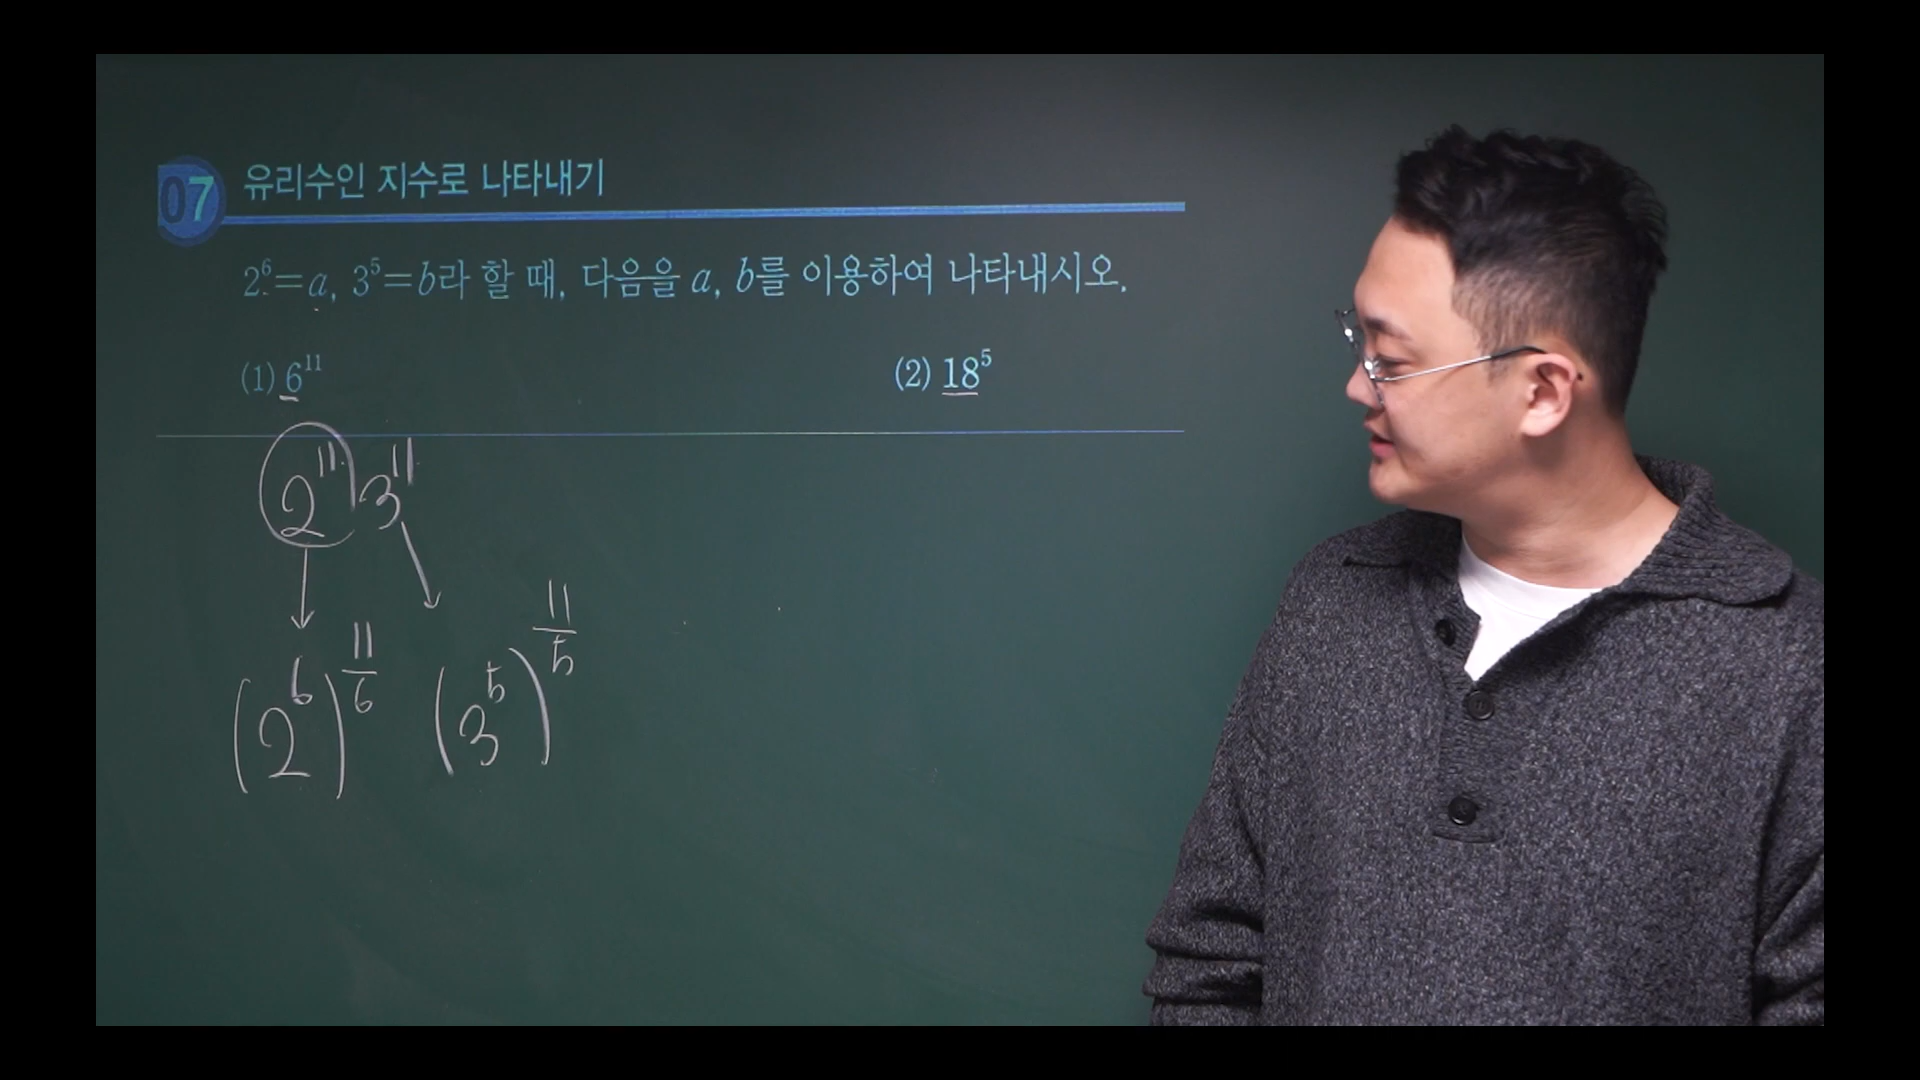 07 유리수인 지수로 나타내기
2⁶=a, 3⁵=b라 할 때, 다음을 a, b를 이용하여 나타내시오.
(1) 6¹¹ (2) 18⁵
2¹¹ 3¹¹
(2⁶)^(11/6) (3⁵)^(11/5)